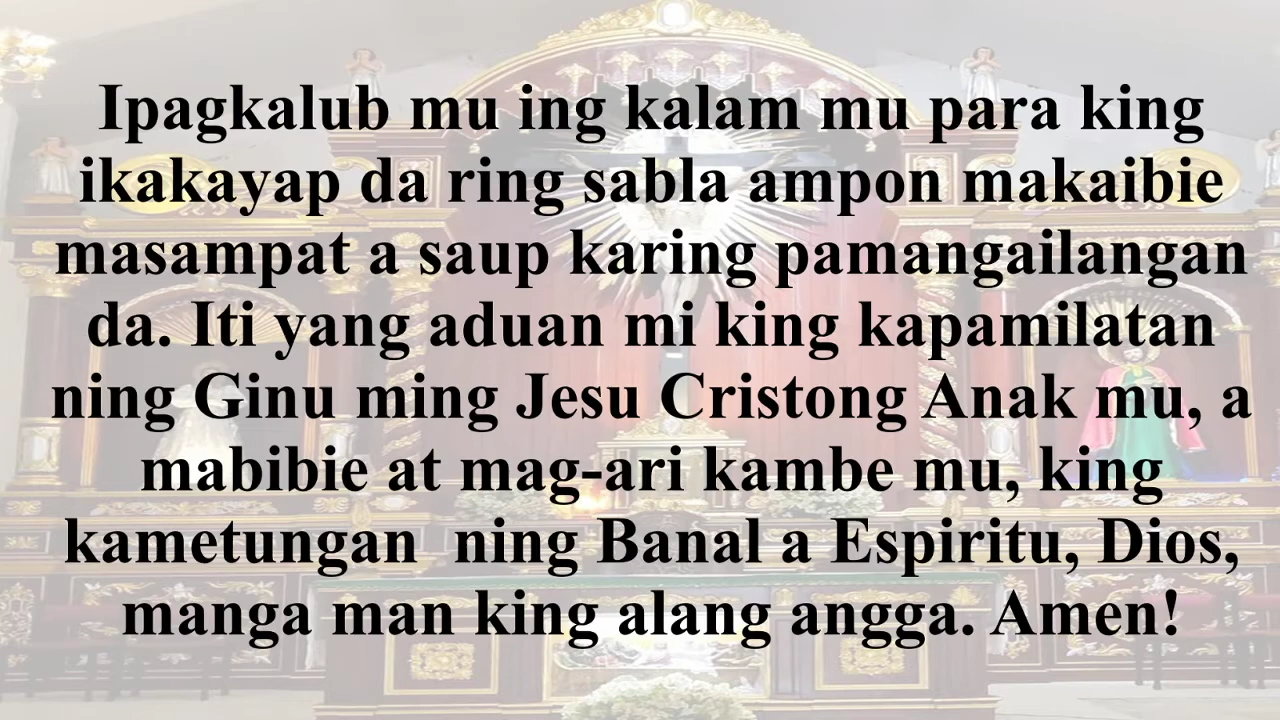 Ipagkalub mu ing kalam mu para king
ikakayap da ring sabla ampon makaibie
masampat a saup karing pamangailangan
da. Iti yang aduan mi king kapamilatan
ning Ginu ming Jesu Cristong Anak mu, a
mabibie at mag-ari kambe mu, king
kametungan  ning Banal a Espiritu, Dios,
manga man king alang angga. Amen!